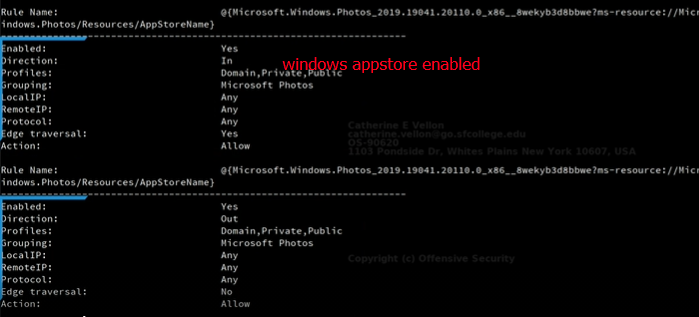 Rule Name: @{Microsoft.Windows.Photos_2019.19041.20110.0_x86__8wekyb3d8bbwe?ms-resource://Micr
indows.Photos/Resources/AppStoreName}
----------------------------------------------------------------------
Enabled: Yes
windows appstore enabled
Direction: In
Profiles: Domain,Private,Public
Grouping: Microsoft Photos
LocalIP: Any
RemoteIP: Any
Protocol: Any
Catherine E Vellon
Edge traversal: Yes
catherine.vellon@go.sfcollege.edu
OS-90620
Action: Allow
1103 Pondside Dr, Whites Plains New York 10607, USA
Rule Name: @{Microsoft.Windows.Photos_2019.19041.20110.0_x86__8wekyb3d8bbwe?ms-resource://Micr
indows.Photos/Resources/AppStoreName}
----------------------------------------------------------------------
Enabled: Yes
Direction: Out
Profiles: Domain,Private,Public
Grouping: Microsoft Photos
LocalIP: Any
Copyright (c) Offensive Security
RemoteIP: Any
Protocol: Any
Edge traversal: No
Action: Allow